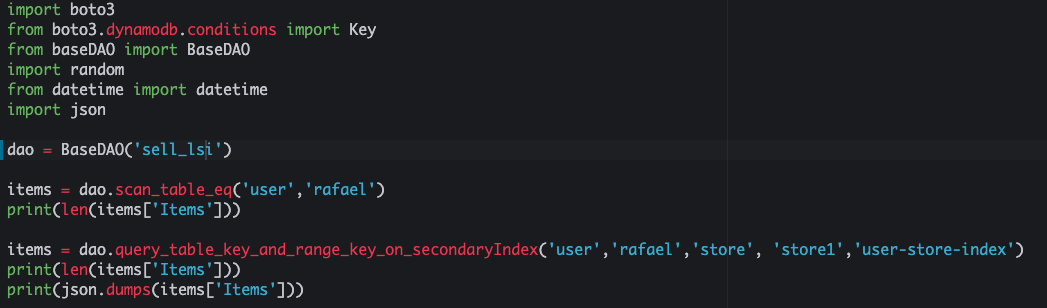 import boto3
from boto3.dynamodb.conditions import Key
from baseDAO import BaseDAO
import random
from datetime import datetime
import json
dao = BaseDAO('sell_lsi')
items = dao.scan_table_eq('user','rafael')
print(len(items['Items']))
items = dao.query_table_key_and_range_key_on_secondaryIndex('user','rafael','store', 'store1','user-store-index')
print(len(items['Items']))
print(json.dumps(items['Items']))